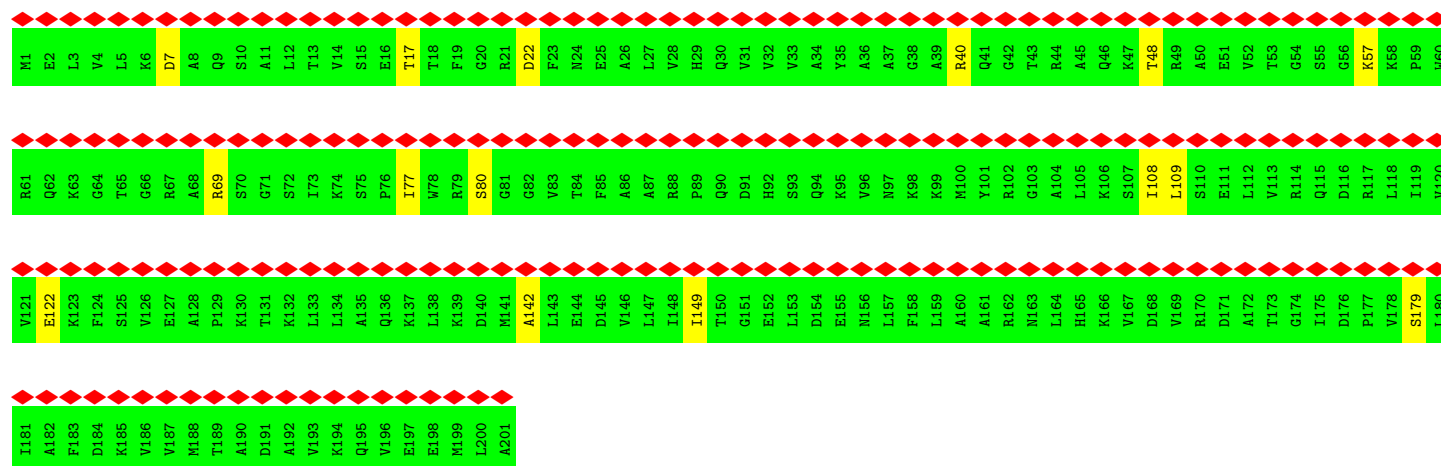 M1 E2 L3 V4 L5 K6 D7 A8 Q9 S10 A11 L12 T13 V14 S15 E16 T17 T18 F19 G20 R21 D22 F23 N24 E25 A26 L27 V28 H29 Q30 V31 V32 V33 A34 Y35 A36 A37 G38 A39 R40 Q41 G42 T43 R44 A45 Q46 K47 T48 R49 A50 E51 V52 T53 G54 S55 G56 K57 K58 P59 W60
R61 Q62 K63 G64 T65 G66 R67 A68 R69 S70 G71 S72 I73 K74 S75 P76 I77 W78 R79 S80 G81 G82 V83 T84 F85 A86 A87 R88 P89 Q90 D91 H92 S93 Q94 K95 V96 N97 K98 K99 M100 Y101 R102 G103 A104 L105 K106 S107 I108 L109 S110 E111 L112 V113 R114 Q115 D116 R117 L118 I119 V120
V121 E122 K123 F124 S125 V126 E127 A128 P129 K130 T131 K132 L133 L134 A135 Q136 K137 L138 K139 D140 M141 A142 L143 E144 D145 V146 L147 I148 I149 T150 G151 E152 L153 D154 E155 N156 L157 F158 L159 A160 A161 R162 N163 L164 H165 K166 V167 D168 V169 R170 D171 A172 T173 G174 I175 D176 P177 V178 S179 L180
I181 A182 F183 D184 K185 V186 V187 M188 T189 A190 D191 A192 V193 K194 Q195 V196 E197 E198 M199 L200 A201